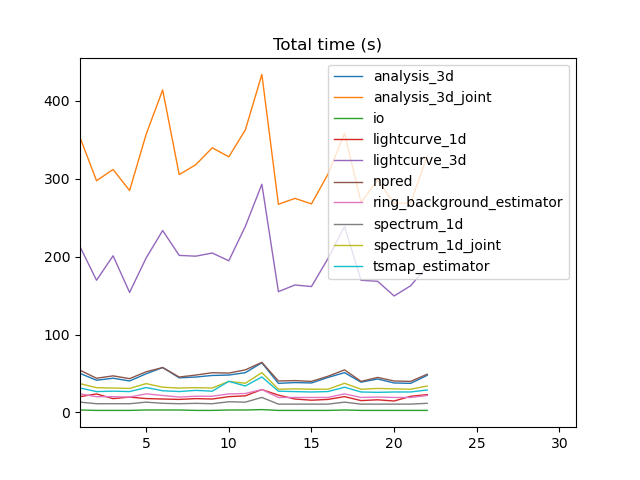 Total time (s)
400
300
200
100
0
5
10
15
20
25
30
analysis_3d
analysis_3d_joint
io
lightcurve_1d
lightcurve_3d
npred
ring_background_estimator
spectrum_1d
spectrum_1d_joint
tsmap_estimator